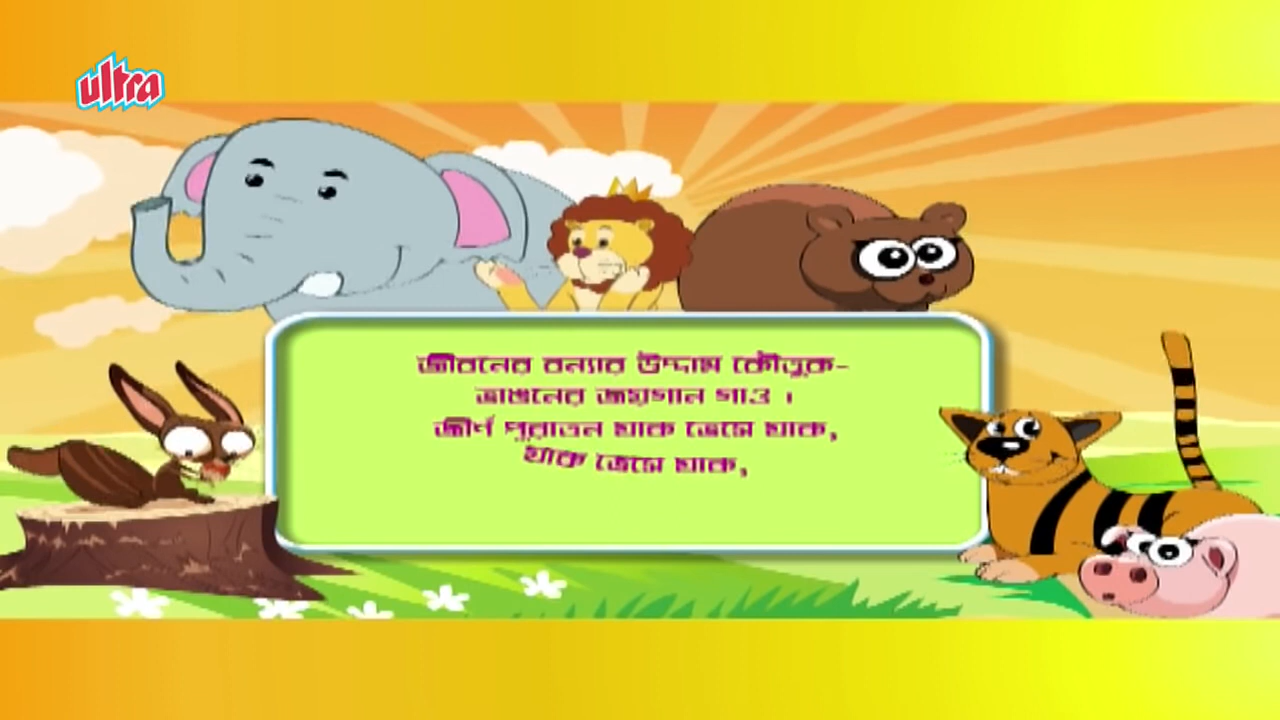 ultra
জীবনের বন্যার উদ্দাম কৌতুক-
ভাঙনের জয়গান গাও ।
জীর্ণ পুরাতন যাক ভেসে যাক,
যাক ভেসে যাক,